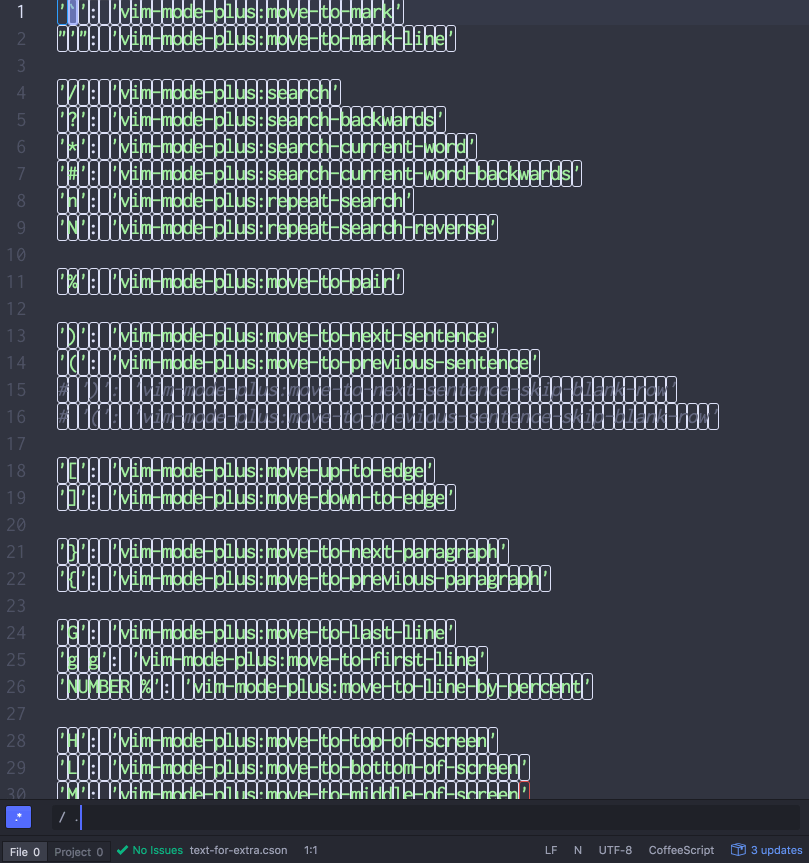 1 '`': 'vim-mode-plus:move-to-mark'
2 "'": 'vim-mode-plus:move-to-mark-line'
3
4 '/': 'vim-mode-plus:search'
5 '?': 'vim-mode-plus:search-backwards'
6 '*': 'vim-mode-plus:search-current-word'
7 '#': 'vim-mode-plus:search-current-word-backwards'
8 'n': 'vim-mode-plus:repeat-search'
9 'N': 'vim-mode-plus:repeat-search-reverse'
10
11 '%': 'vim-mode-plus:move-to-pair'
12
13 ')': 'vim-mode-plus:move-to-next-sentence'
14 '(': 'vim-mode-plus:move-to-previous-sentence'
15 # ')': 'vim-mode-plus:move-to-next-sentence-skip-blank-row'
16 # '(': 'vim-mode-plus:move-to-previous-sentence-skip-blank-row'
17
18 '[': 'vim-mode-plus:move-up-to-edge'
19 ']': 'vim-mode-plus:move-down-to-edge'
20
21 '}': 'vim-mode-plus:move-to-next-paragraph'
22 '{': 'vim-mode-plus:move-to-previous-paragraph'
23
24 'G': 'vim-mode-plus:move-to-last-line'
25 'g g': 'vim-mode-plus:move-to-first-line'
26 'NUMBER %': 'vim-mode-plus:move-to-line-by-percent'
27
28 'H': 'vim-mode-plus:move-to-top-of-screen'
29 'L': 'vim-mode-plus:move-to-bottom-of-screen'
30 'M': 'vim-mode-plus:move-to-middle-of-screen'
.* / .
File 0 Project 0 No Issues text-for-extra.cson 1:1 LF N UTF-8 CoffeeScript 3 updates